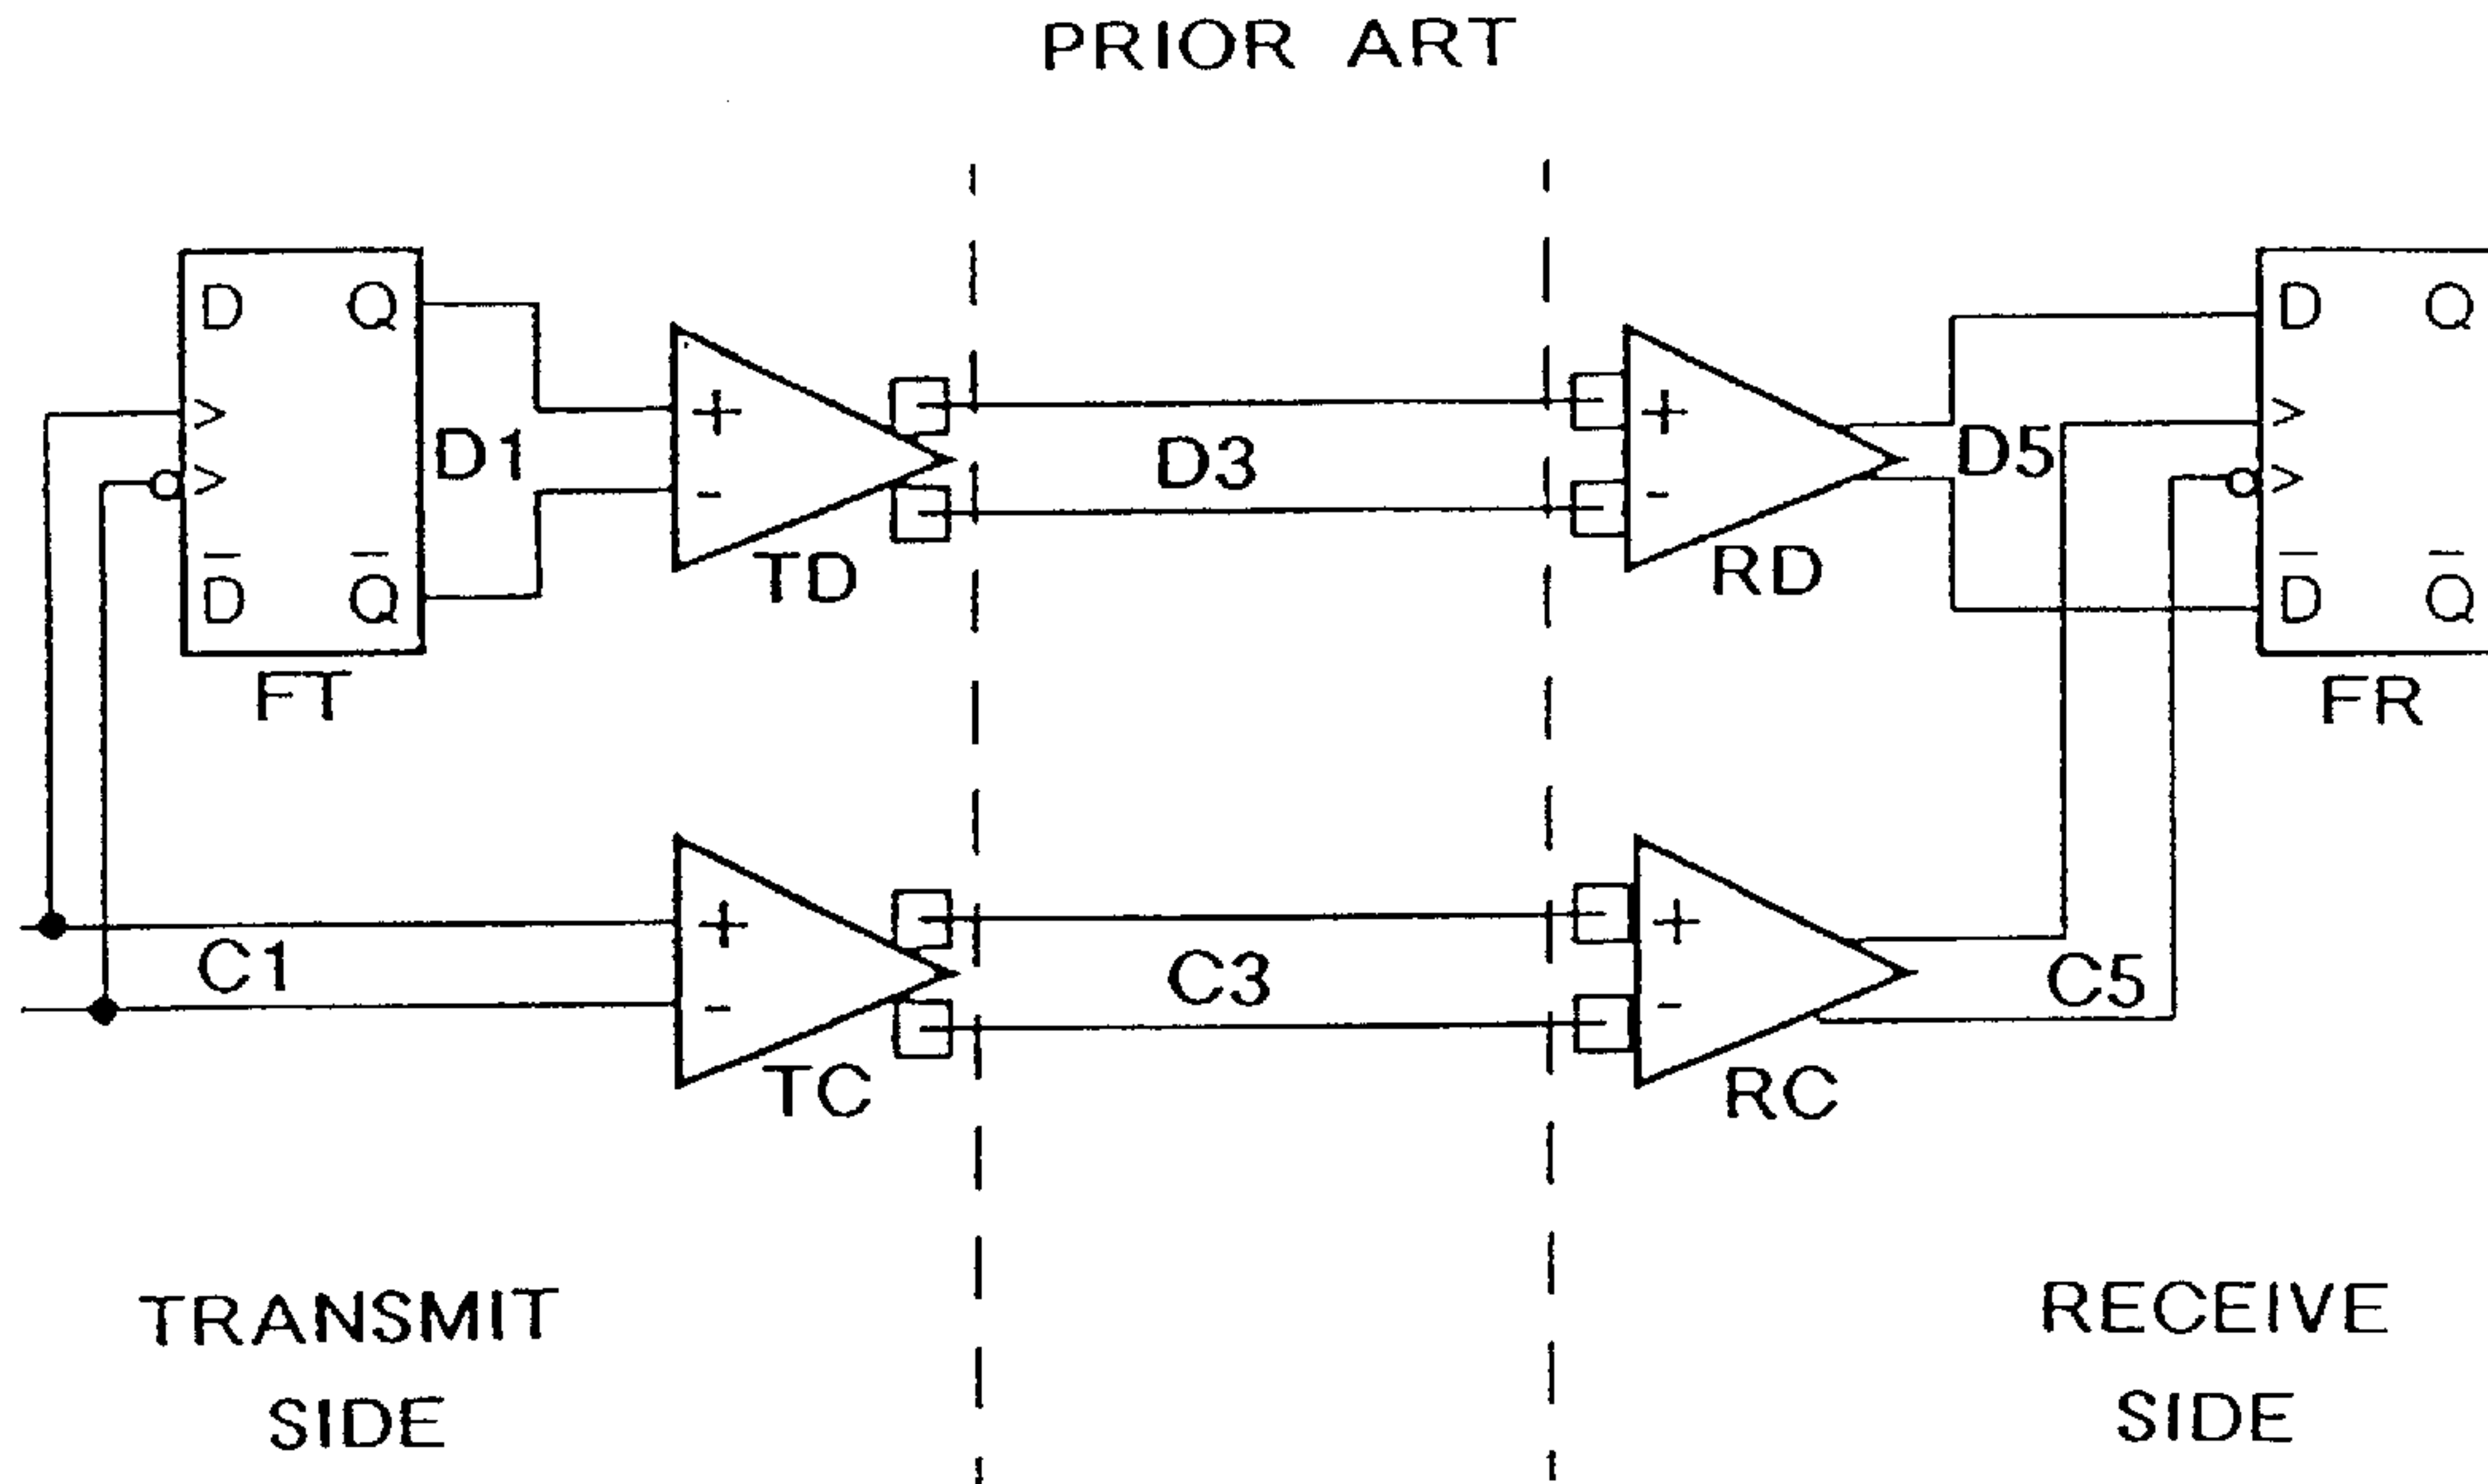 PRIOR ART
D Q
>
>
D̅ Q̅
FT
D1
+
-
TD
D3
+
-
RD
D5
D Q
>
>
D̅ Q̅
FR
C1
+
-
TC
C3
+
-
RC
C5
TRANSMIT
SIDE
RECEIVE
SIDE